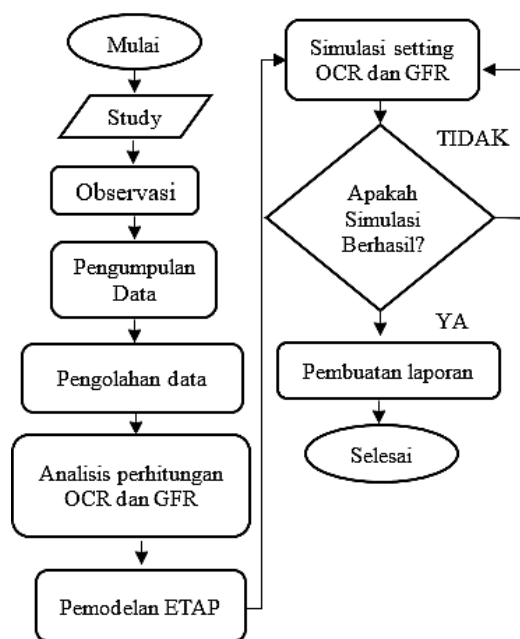 Mulai
Study
Observasi
Pengumpulan
Data
Pengolahan data
Analisis perhitungan
OCR dan GFR
Pemodelan ETAP
Simulasi setting
OCR dan GFR
TIDAK
Apakah
Simulasi
Berhasil?
YA
Pembuatan laporan
Selesai